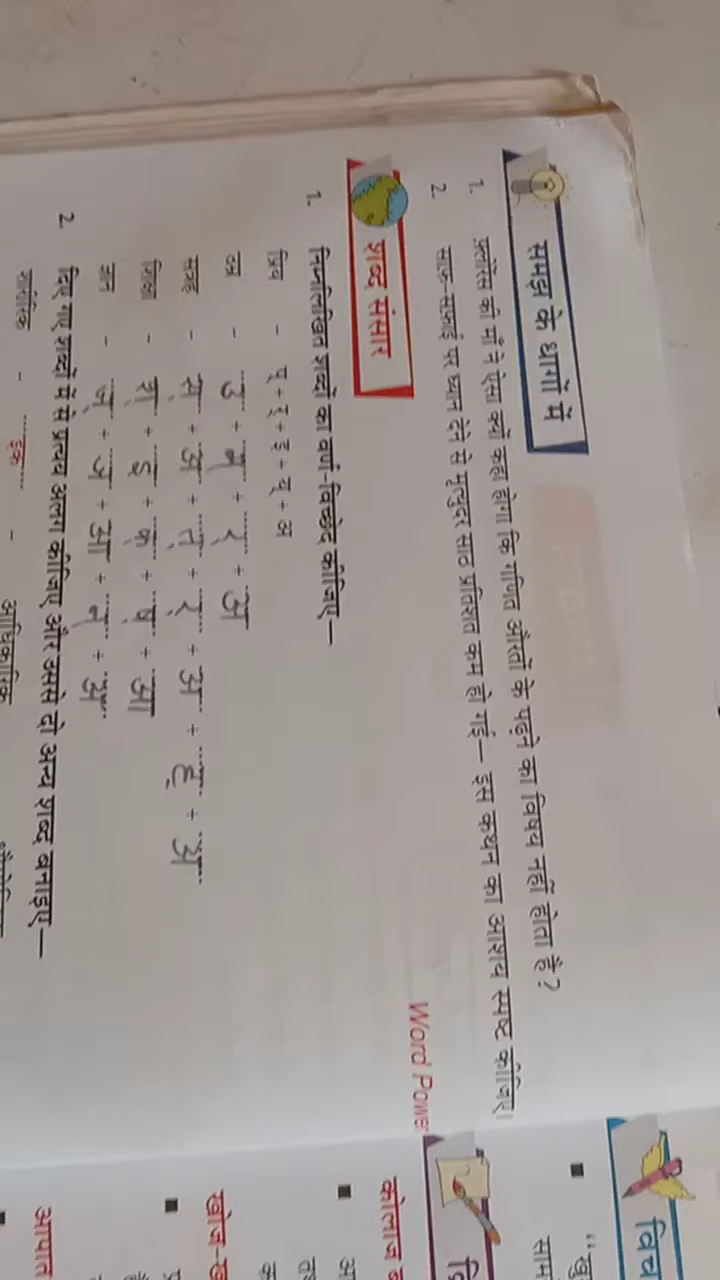 समझ के धागों में
1. फ़्लोरेंस की माँ ने ऐसा क्यों कहा होगा कि गणित औरतों के पढ़ने का विषय नहीं होता है?
2. साफ़-सफ़ाई पर ध्यान देने से मृत्युदर साठ प्रतिशत कम हो गई— इस कथन का आशय स्पष्ट कीजिए।
शब्द संसार
Word Power
1. निम्नलिखित शब्दों का वर्ण-विच्छेद कीजिए—
प्रिय - प् + र् + इ + य् + अ
उम्र - उ + म् + र् + अ
सत्रह - स् + अ + त् + र् + अ + ह् + अ
शिक्षा - श् + इ + क् + ष् + आ
ज्ञान - ज् + ञ + आ + न् + अ
2. दिए गए शब्दों में से प्रत्यय अलग कीजिए और उससे दो अन्य शब्द बनाइए—
शारीरिक - इक -
विच
"खु
साम
कोलाज
खोज-ख
आपात